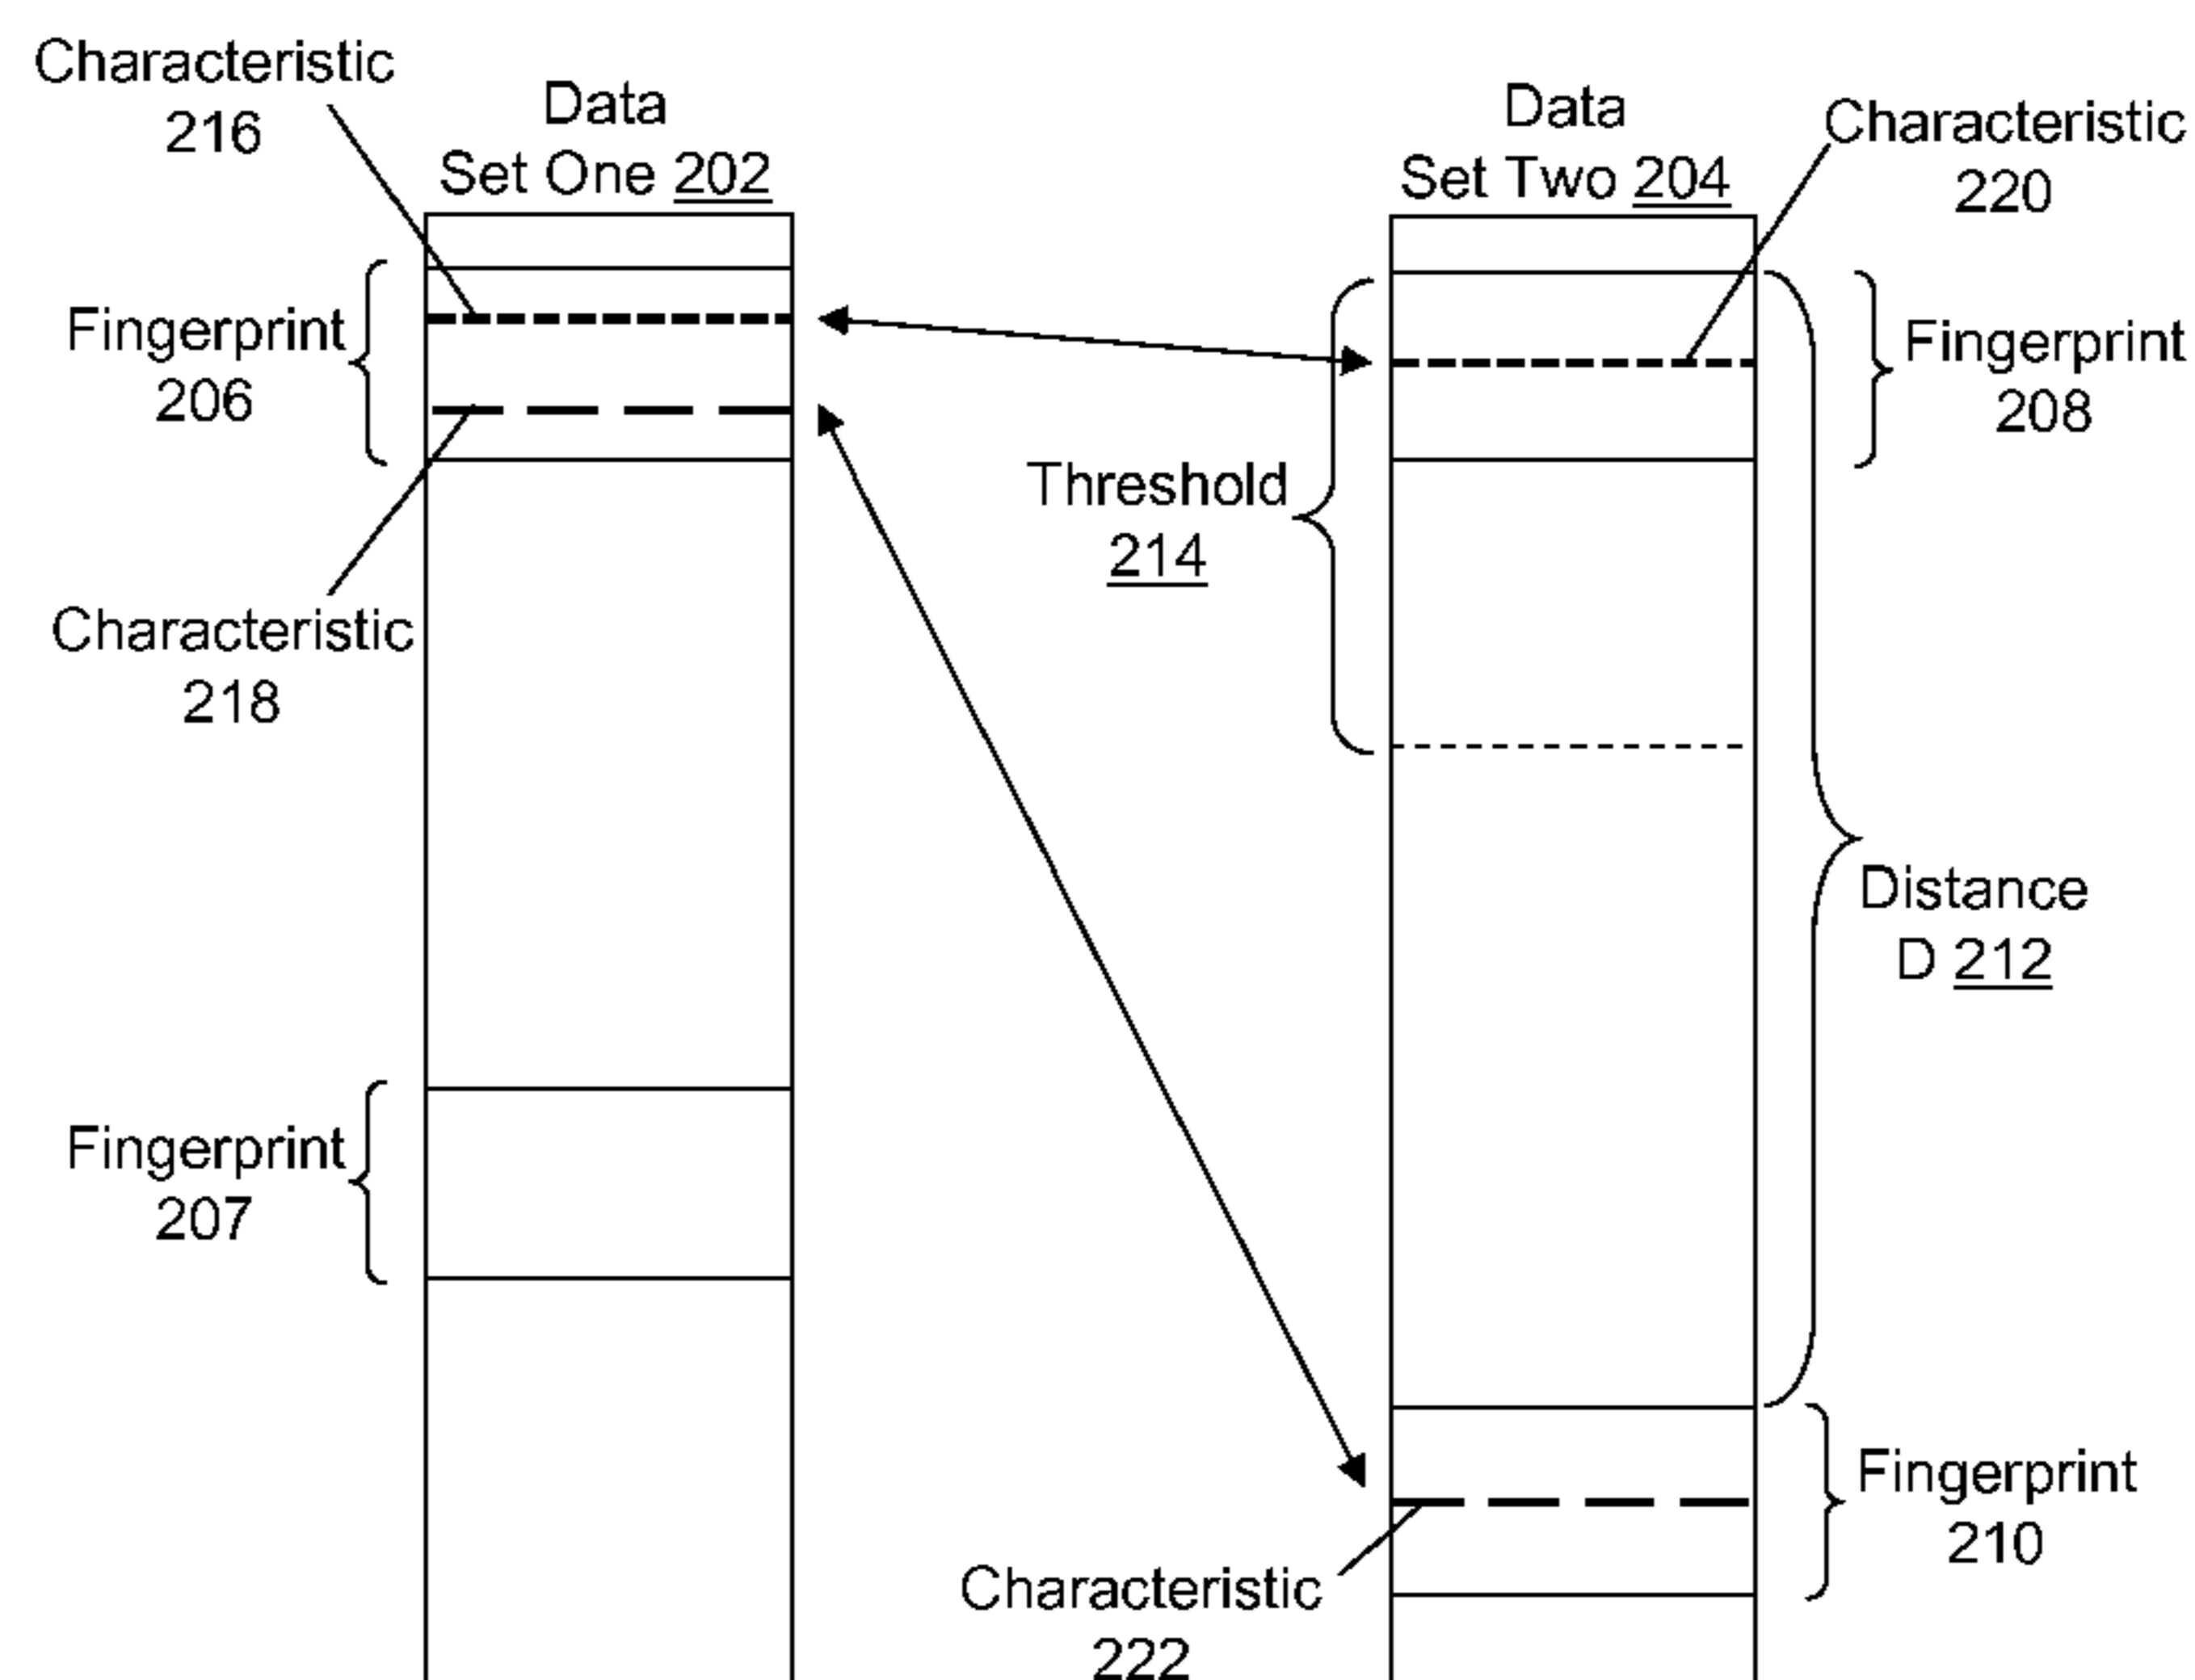 Characteristic
216
Data
Set One 202
Data
Set Two 204
Characteristic
220
Fingerprint
206
Fingerprint
208
Threshold
214
Characteristic
218
Distance
D 212
Fingerprint
207
Fingerprint
210
Characteristic
222